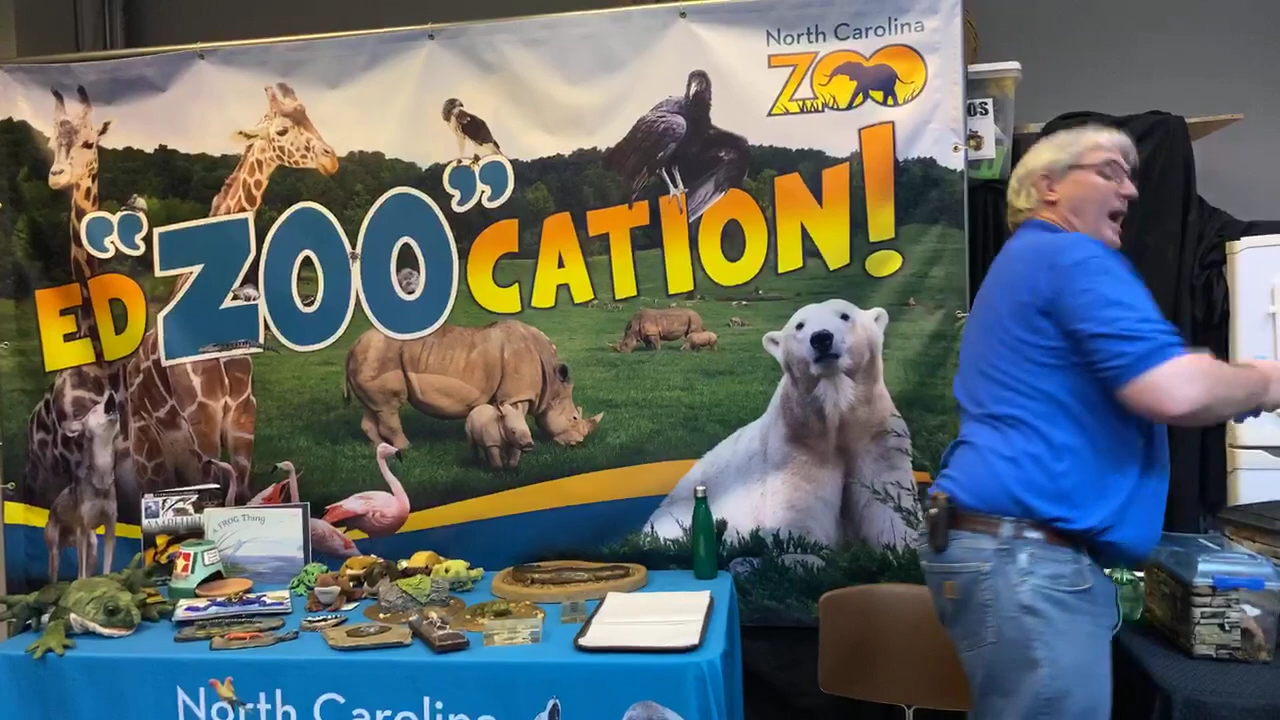 North Carolina
ZOO
ED "ZOO" CATION!
A FROG Thing
North Carolina